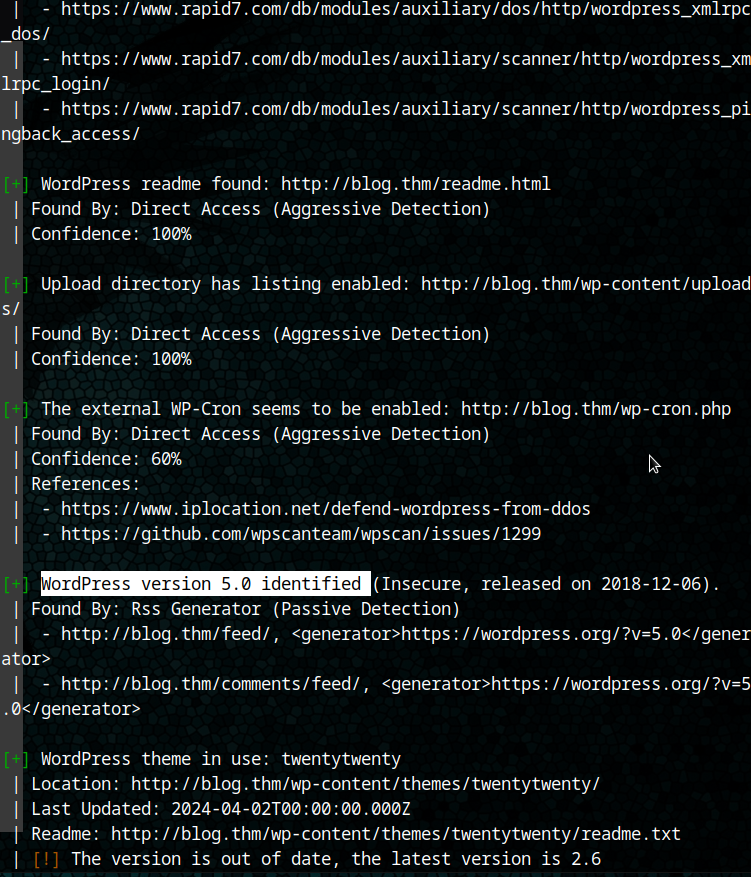 |  - https://www.rapid7.com/db/modules/auxiliary/dos/http/wordpress_xmlrpc
_dos/
|  - https://www.rapid7.com/db/modules/auxiliary/scanner/http/wordpress_xm
lrpc_login/
|  - https://www.rapid7.com/db/modules/auxiliary/scanner/http/wordpress_pi
ngback_access/
[+] WordPress readme found: http://blog.thm/readme.html
| Found By: Direct Access (Aggressive Detection)
| Confidence: 100%
[+] Upload directory has listing enabled: http://blog.thm/wp-content/upload
s/
| Found By: Direct Access (Aggressive Detection)
| Confidence: 100%
[+] The external WP-Cron seems to be enabled: http://blog.thm/wp-cron.php
| Found By: Direct Access (Aggressive Detection)
| Confidence: 60%
| References:
|  - https://www.iplocation.net/defend-wordpress-from-ddos
|  - https://github.com/wpscanteam/wpscan/issues/1299
[+] WordPress version 5.0 identified (Insecure, released on 2018-12-06).
| Found By: Rss Generator (Passive Detection)
|  - http://blog.thm/feed/, <generator>https://wordpress.org/?v=5.0</gener
ator>
|  - http://blog.thm/comments/feed/, <generator>https://wordpress.org/?v=5
.0</generator>
[+] WordPress theme in use: twentytwenty
| Location: http://blog.thm/wp-content/themes/twentytwenty/
| Last Updated: 2024-04-02T00:00:00.000Z
| Readme: http://blog.thm/wp-content/themes/twentytwenty/readme.txt
| [!] The version is out of date, the latest version is 2.6